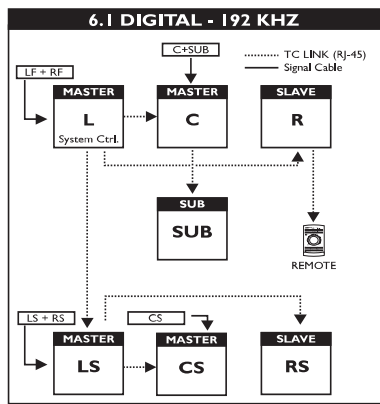 6.1 DIGITAL - 192 KHZ
C+SUB
TC LINK (RJ-45)
Signal Cable
LF + RF
MASTER
L
System Ctrl.
MASTER
C
SLAVE
R
SUB
SUB
REMOTE
LS + RS
CS
MASTER
LS
MASTER
CS
SLAVE
RS